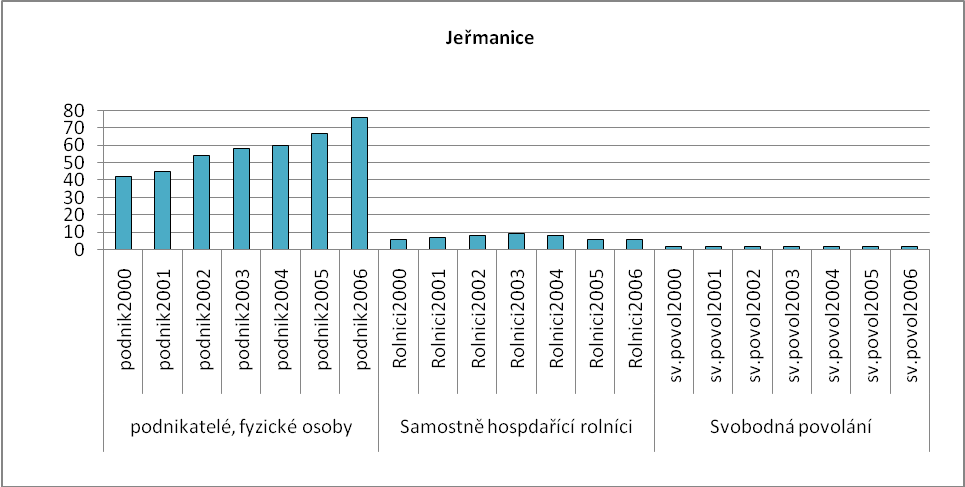 Jeřmanice
80
70
60
50
40
30
20
10
0
podnik2000
podnik2001
podnik2002
podnik2003
podnik2004
podnik2005
podnik2006
Rolnici2000
Rolnici2001
Rolnici2002
Rolnici2003
Rolnici2004
Rolnici2005
Rolnici2006
sv.povol2000
sv.povol2001
sv.povol2002
sv.povol2003
sv.povol2004
sv.povol2005
sv.povol2006
podnikatelé, fyzické osoby
Samostně hospdařící rolníci
Svobodná povolání